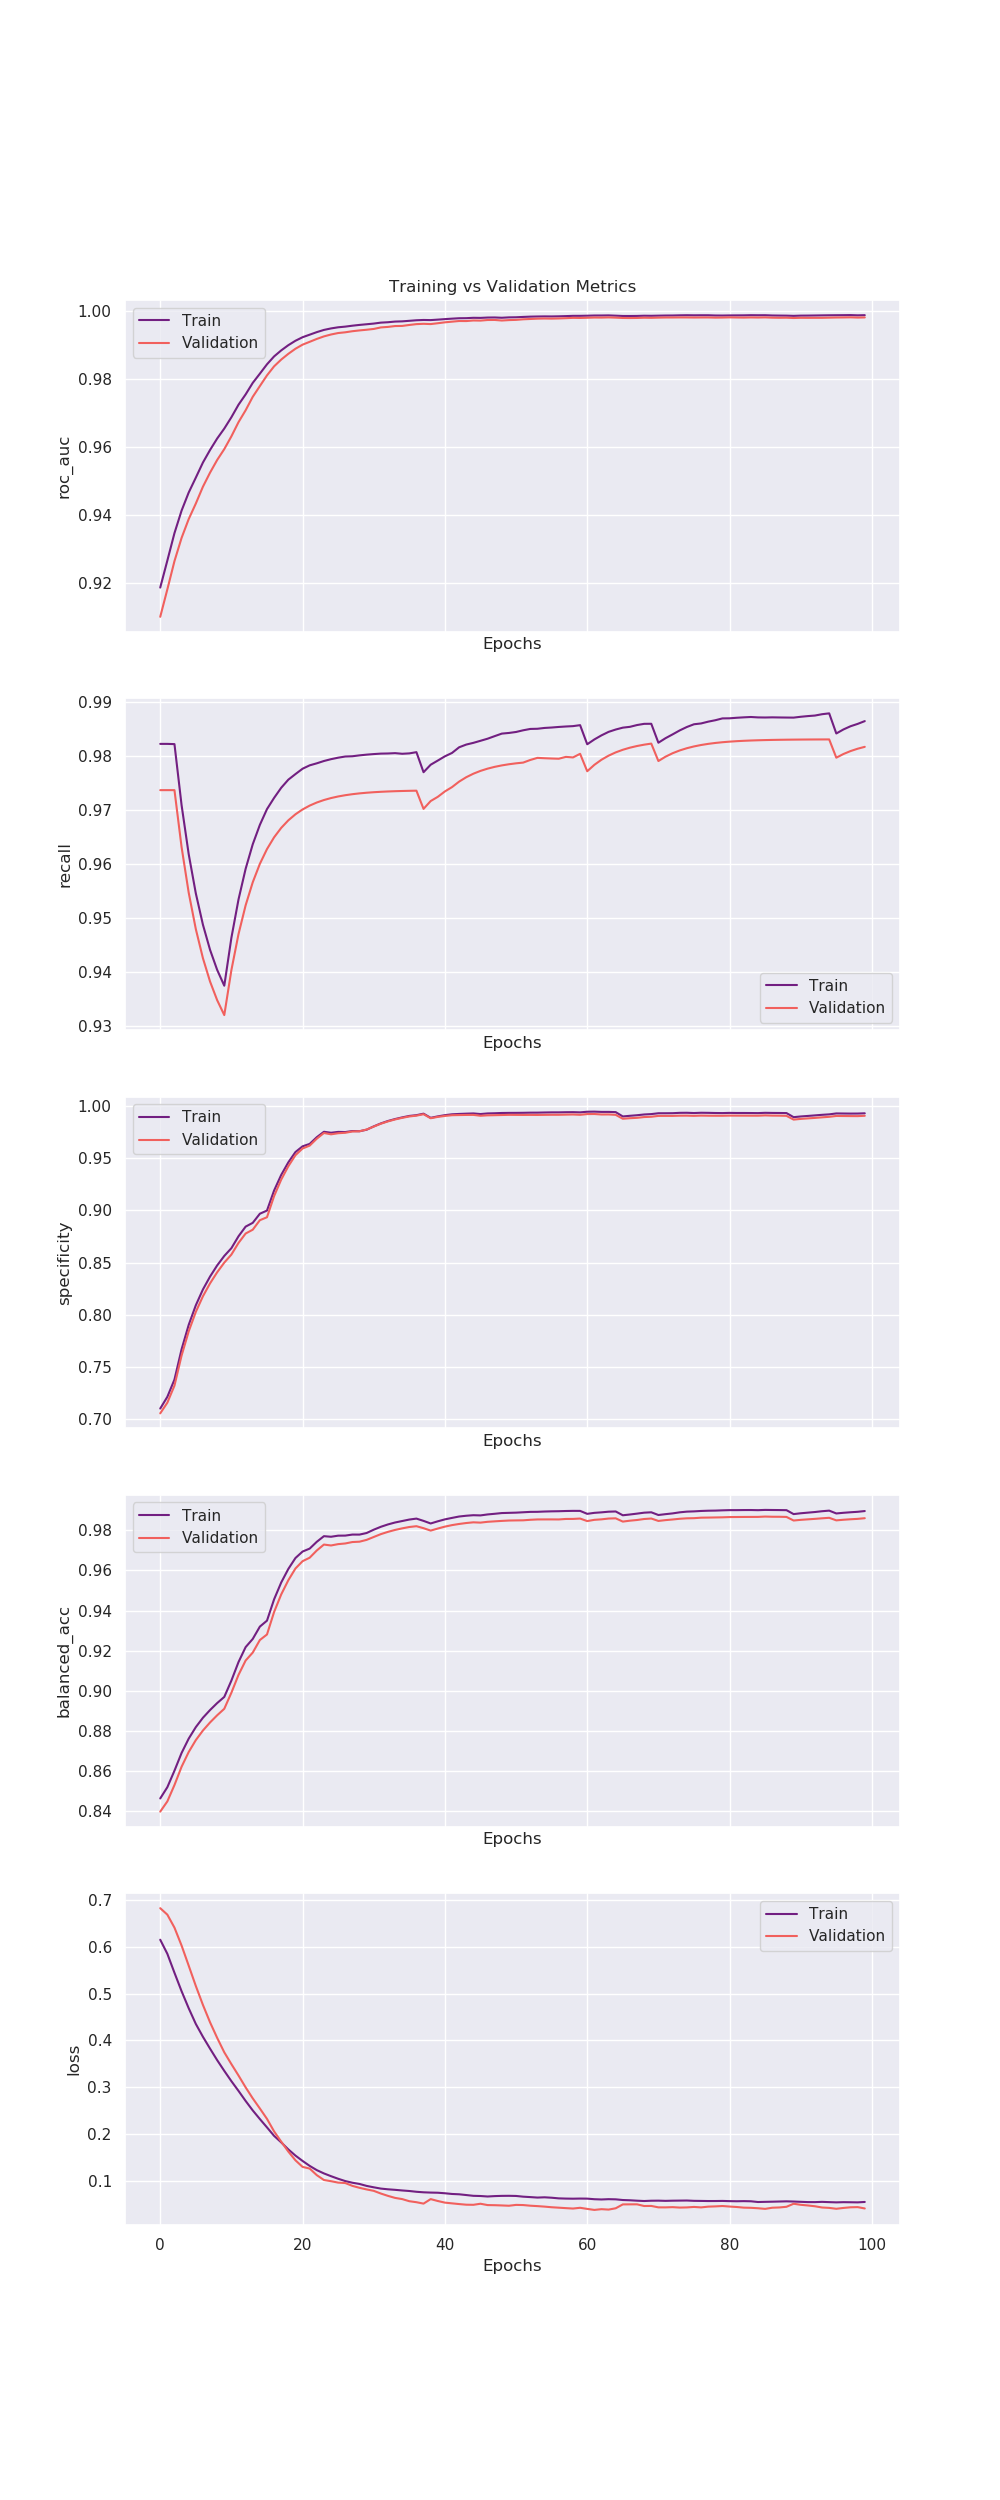 Training vs Validation Metrics
1.00
0.98
0.96
0.94
0.92
roc_auc
Train
Validation
Epochs
0.99
0.98
0.97
0.96
0.95
0.94
0.93
recall
Train
Validation
Epochs
1.00
0.95
0.90
0.85
0.80
0.75
0.70
specificity
Train
Validation
Epochs
0.98
0.96
0.94
0.92
0.90
0.88
0.86
0.84
balanced_acc
Train
Validation
Epochs
0.7
0.6
0.5
0.4
0.3
0.2
0.1
loss
Train
Validation
0 20 40 60 80 100
Epochs